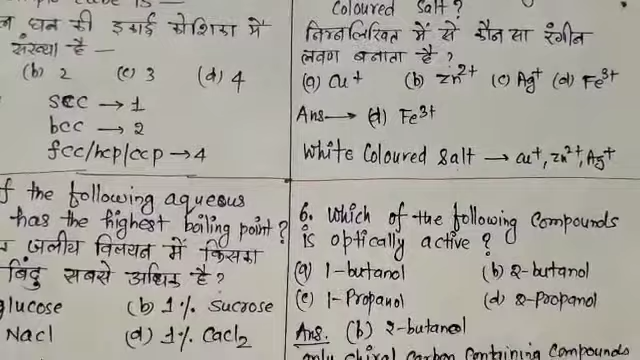 न घन की इकाई कोशिका में
संख्या है —
(b) 2 (c) 3 (d) 4
scc → 1
bcc → 2
fcc/hcp/ccp → 4
f the following aqueous
has the highest boiling point?
जलीय विलयन में किसका
बिंदु सबसे अधिक है?
glucose (b) 1% sucrose
Nacl (d) 1% cacl2
Coloured salt?
निम्नलिखित में से कौन सा रंगीन
लवण बनाता है?
(a) cu+ (b) zn2+ (c) Ag+ (d) Fe3+
Ans → (d) Fe3+
White Coloured Salt → cu+, zn2+, Ag+
6. Which of the following Compounds
is optically active?
(a) 1-butanol (b) 2-butanol
(c) 1-Propanol (d) 2-Propanol
Ans. (b) 2-butanol
only chiral carbon containing compounds